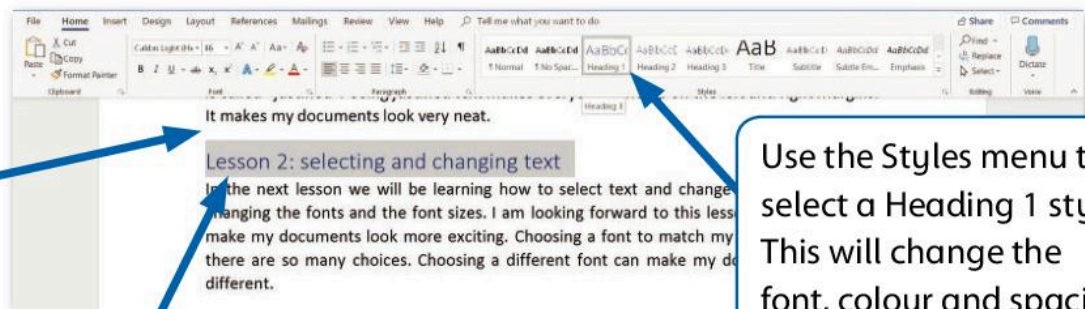 File Home Insert Design Layout References Mailings Review View Help Tell me what you want to do Share Comments
Cut
Copy
Paste Format Painter
Clipboard
Calibri Light (He 16
Font
Paragraph
AaBbCcDd AaBbCcDd AaBbCc AaBbCcC AaBbCcDd AaB AaBbCcD AaBbCcDd AaBbCcDd
¶ Normal ¶ No Spac... Heading 1 Heading 2 Heading 3 Title Subtitle Subtle Em... Emphasis
Styles
Find
Replace
Select
Editing
Dictate
Voice
Heading 1
It makes my documents look very neat.
Lesson 2: selecting and changing text
In the next lesson we will be learning how to select text and change
changing the fonts and the font sizes. I am looking forward to this less
make my documents look more exciting. Choosing a font to match my
there are so many choices. Choosing a different font can make my do
different.
Use the Styles menu t
select a Heading 1 sty
This will change the
font, colour and spaci